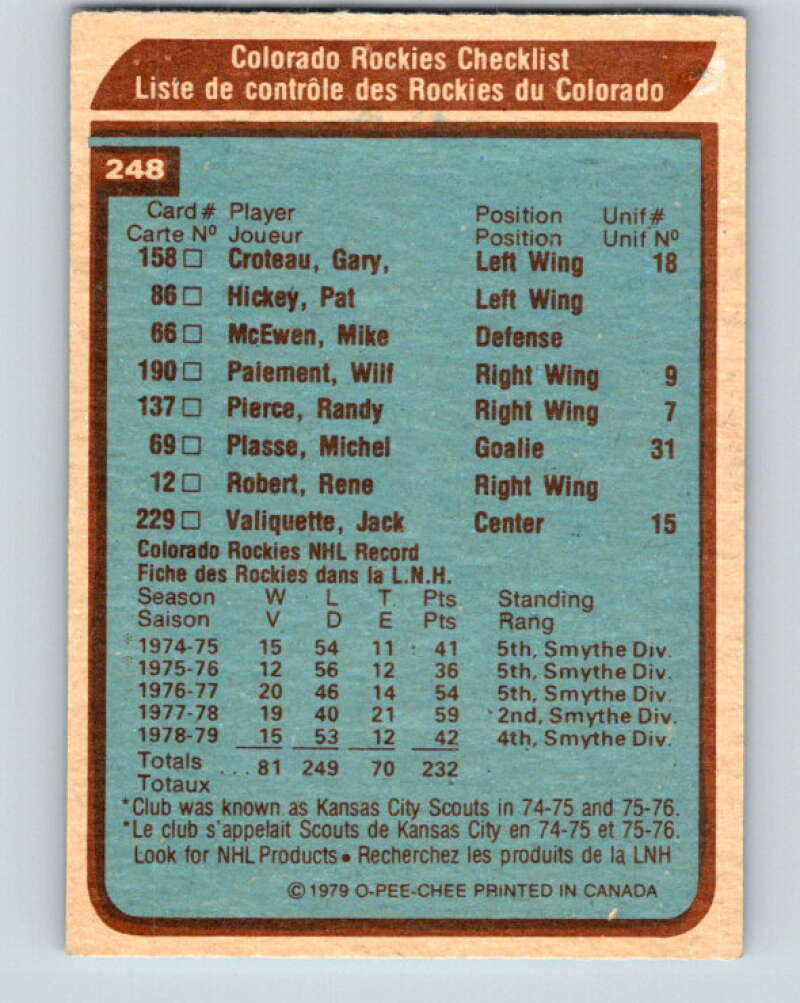 Colorado Rockies Checklist
Liste de contrôle des Rockies du Colorado
248
Card # Player Position Unif #
Carte Nº Joueur Position Unif Nº
158 □ Croteau, Gary, Left Wing 18
86 □ Hickey, Pat Left Wing
66 □ McEwen, Mike Defense
190 □ Paiement, Wilf Right Wing 9
137 □ Pierce, Randy Right Wing 7
69 □ Plasse, Michel Goalie 31
12 □ Robert, Rene Right Wing
229 □ Valiquette, Jack Center 15
Colorado Rockies NHL Record
Fiche des Rockies dans la L.N.H.
Season W L T. Pts Standing
Saison V D E Pts Rang
*1974-75 15 54 11 41 5th, Smythe Div.
*1975-76 12 56 12 36 5th, Smythe Div.
1976-77 20 46 14 54 5th, Smythe Div.
1977-78 19 40 21 59 2nd, Smythe Div.
1978-79 15 53 12 42 4th, Smythe Div.
Totals ... 81 249 70 232
Totaux
*Club was known as Kansas City Scouts in 74-75 and 75-76.
*Le club s'appelait Scouts de Kansas City en 74-75 et 75-76.
Look for NHL Products • Recherchez les produits de la LNH
© 1979 O-PEE-CHEE PRINTED IN CANADA